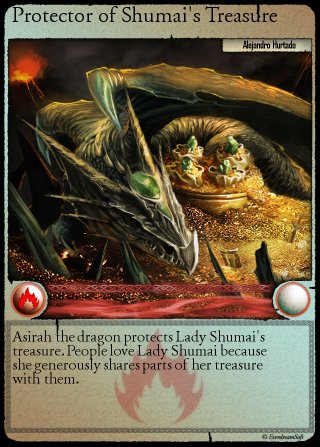 Protector of Shumai's Treasure
Alejandro Hurtado
Asirah the dragon protects Lady Shumai's
treasure. People love Lady Shumai because
she generously shares parts of her treasure
with them.
© EverdreamSoft